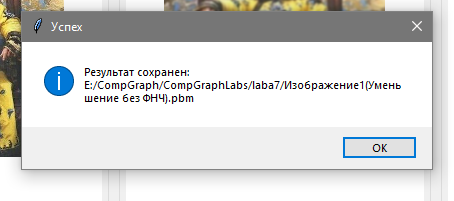 Успех
Результат сохранен:
E:/CompGraph/CompGraphLabs/laba7/Изображение1(Умень
шение без ФНЧ).pbm
OK